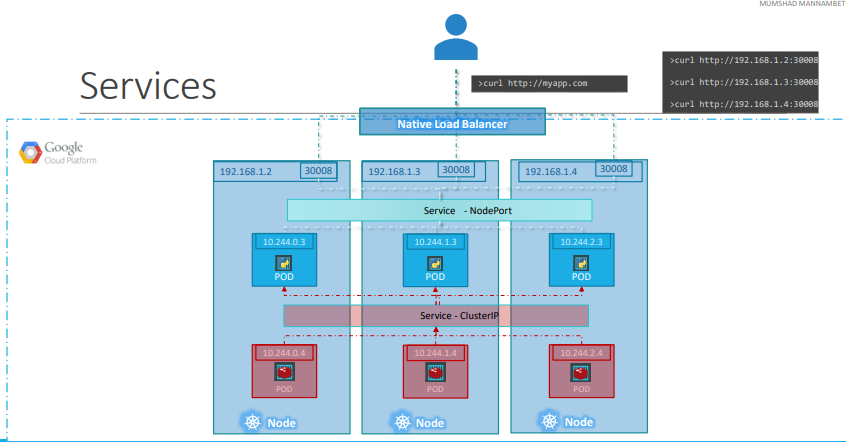 MUMSHAD MANNAMBET
Services
>curl http://myapp.com
>curl http://192.168.1.2:30008
>curl http://192.168.1.3:30008
>curl http://192.168.1.4:30008
Native Load Balancer
Google
Cloud Platform
192.168.1.2
30008
192.168.1.3
30008
192.168.1.4
30008
Service - NodePort
10.244.0.3
POD
10.244.1.3
POD
10.244.2.3
POD
Service - ClusterIP
10.244.0.4
POD
10.244.1.4
POD
10.244.2.4
POD
Node
Node
Node